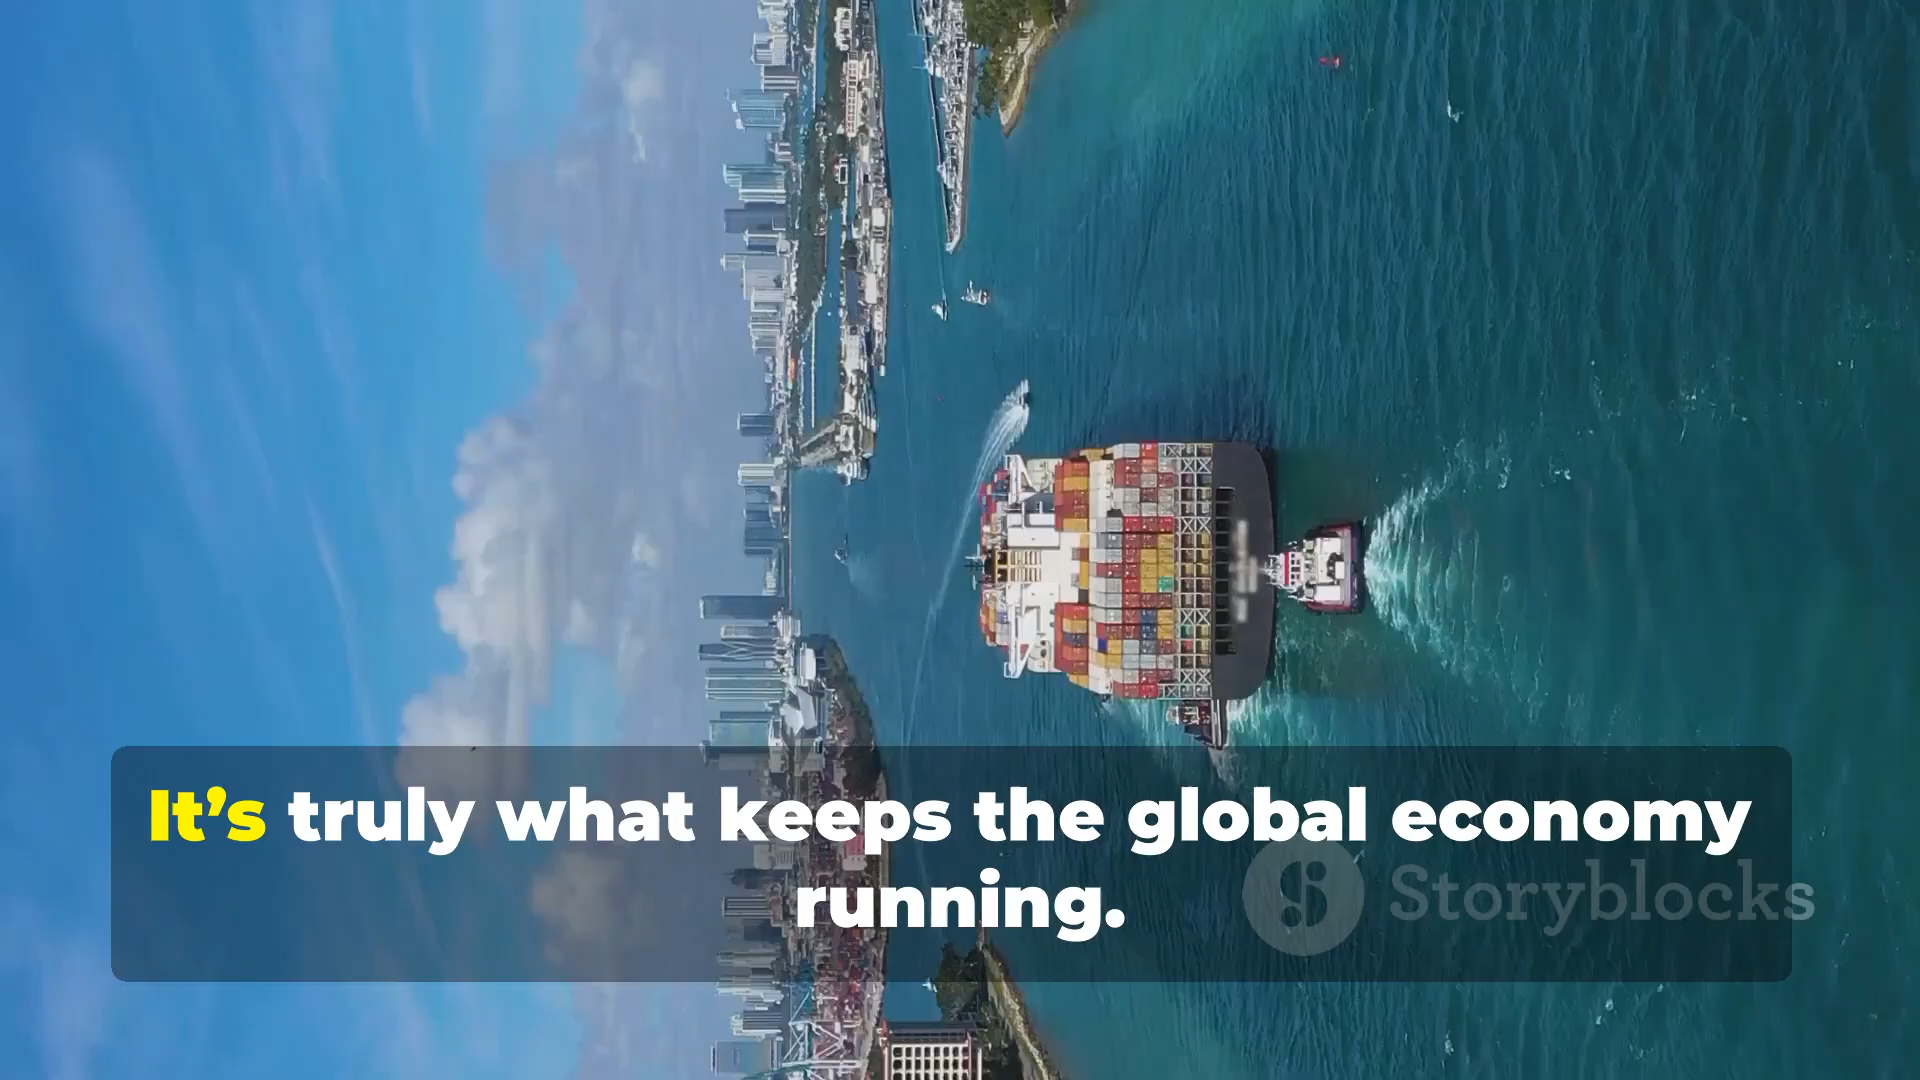 It's truly what keeps the global economy
running.
Storyblocks